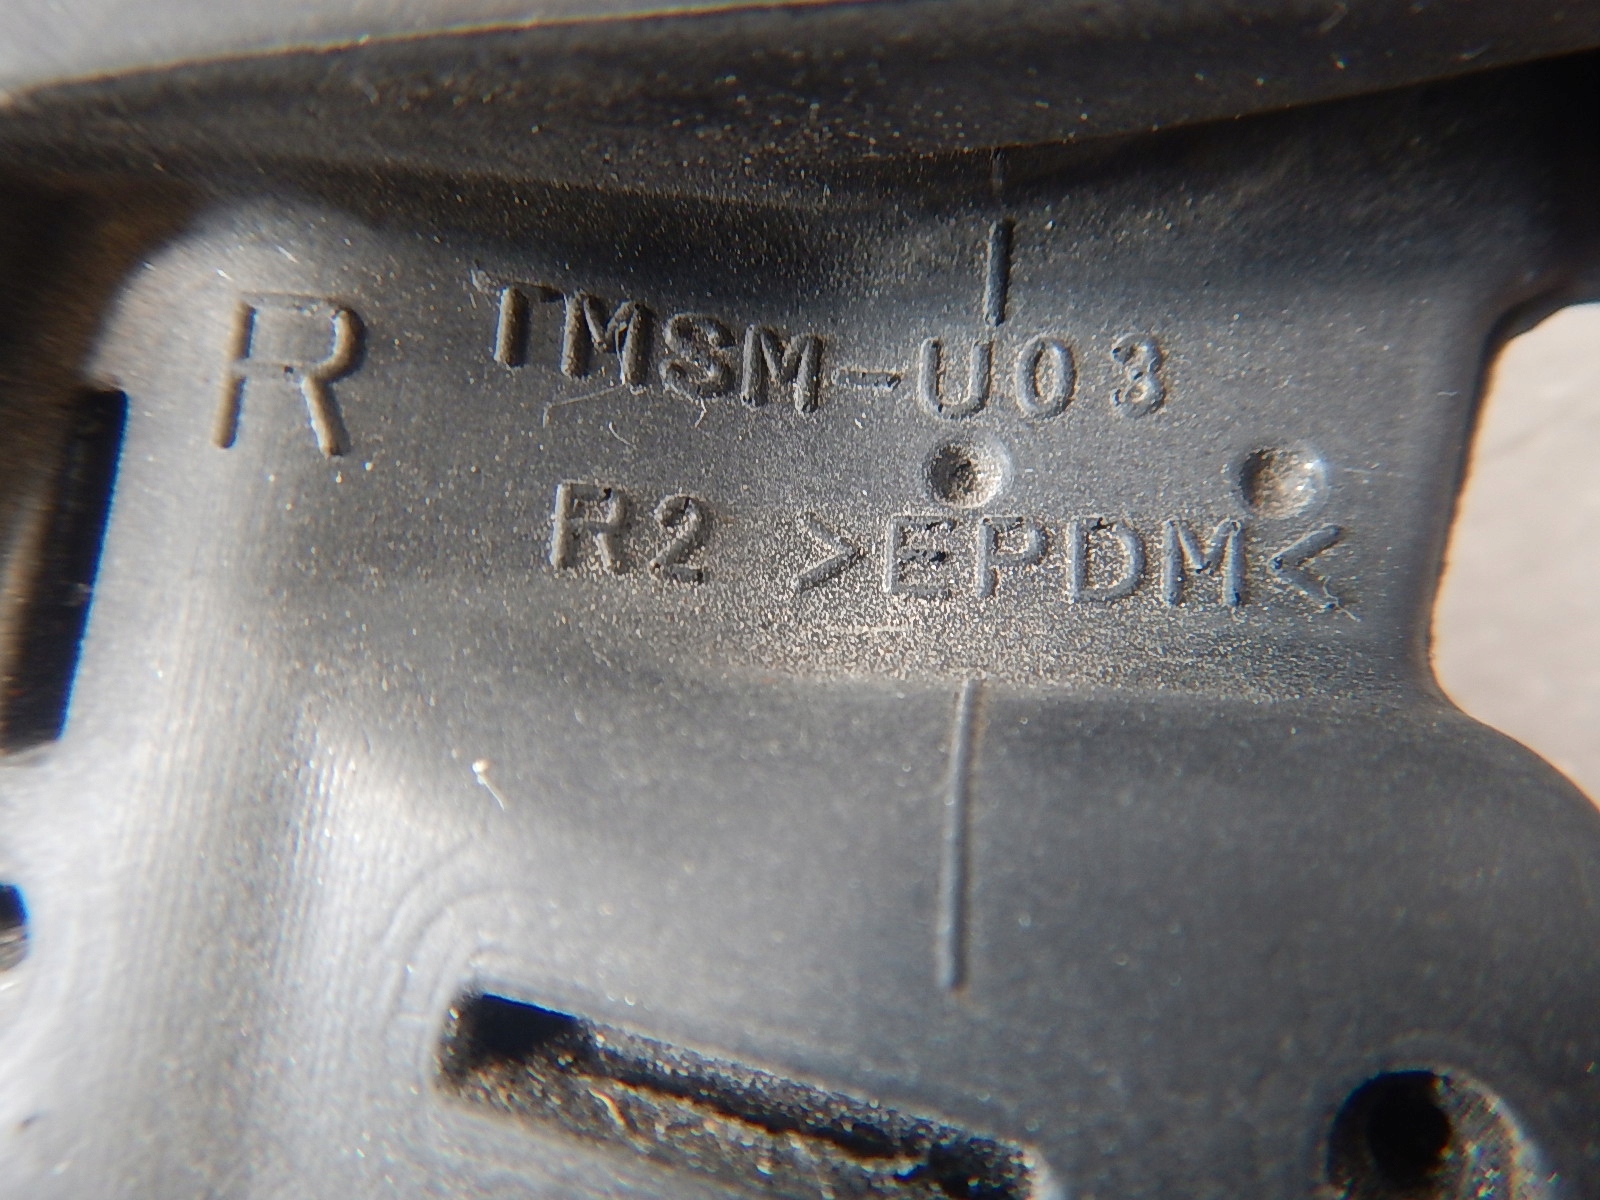 R TMSM-U03
R2 >EPDM<